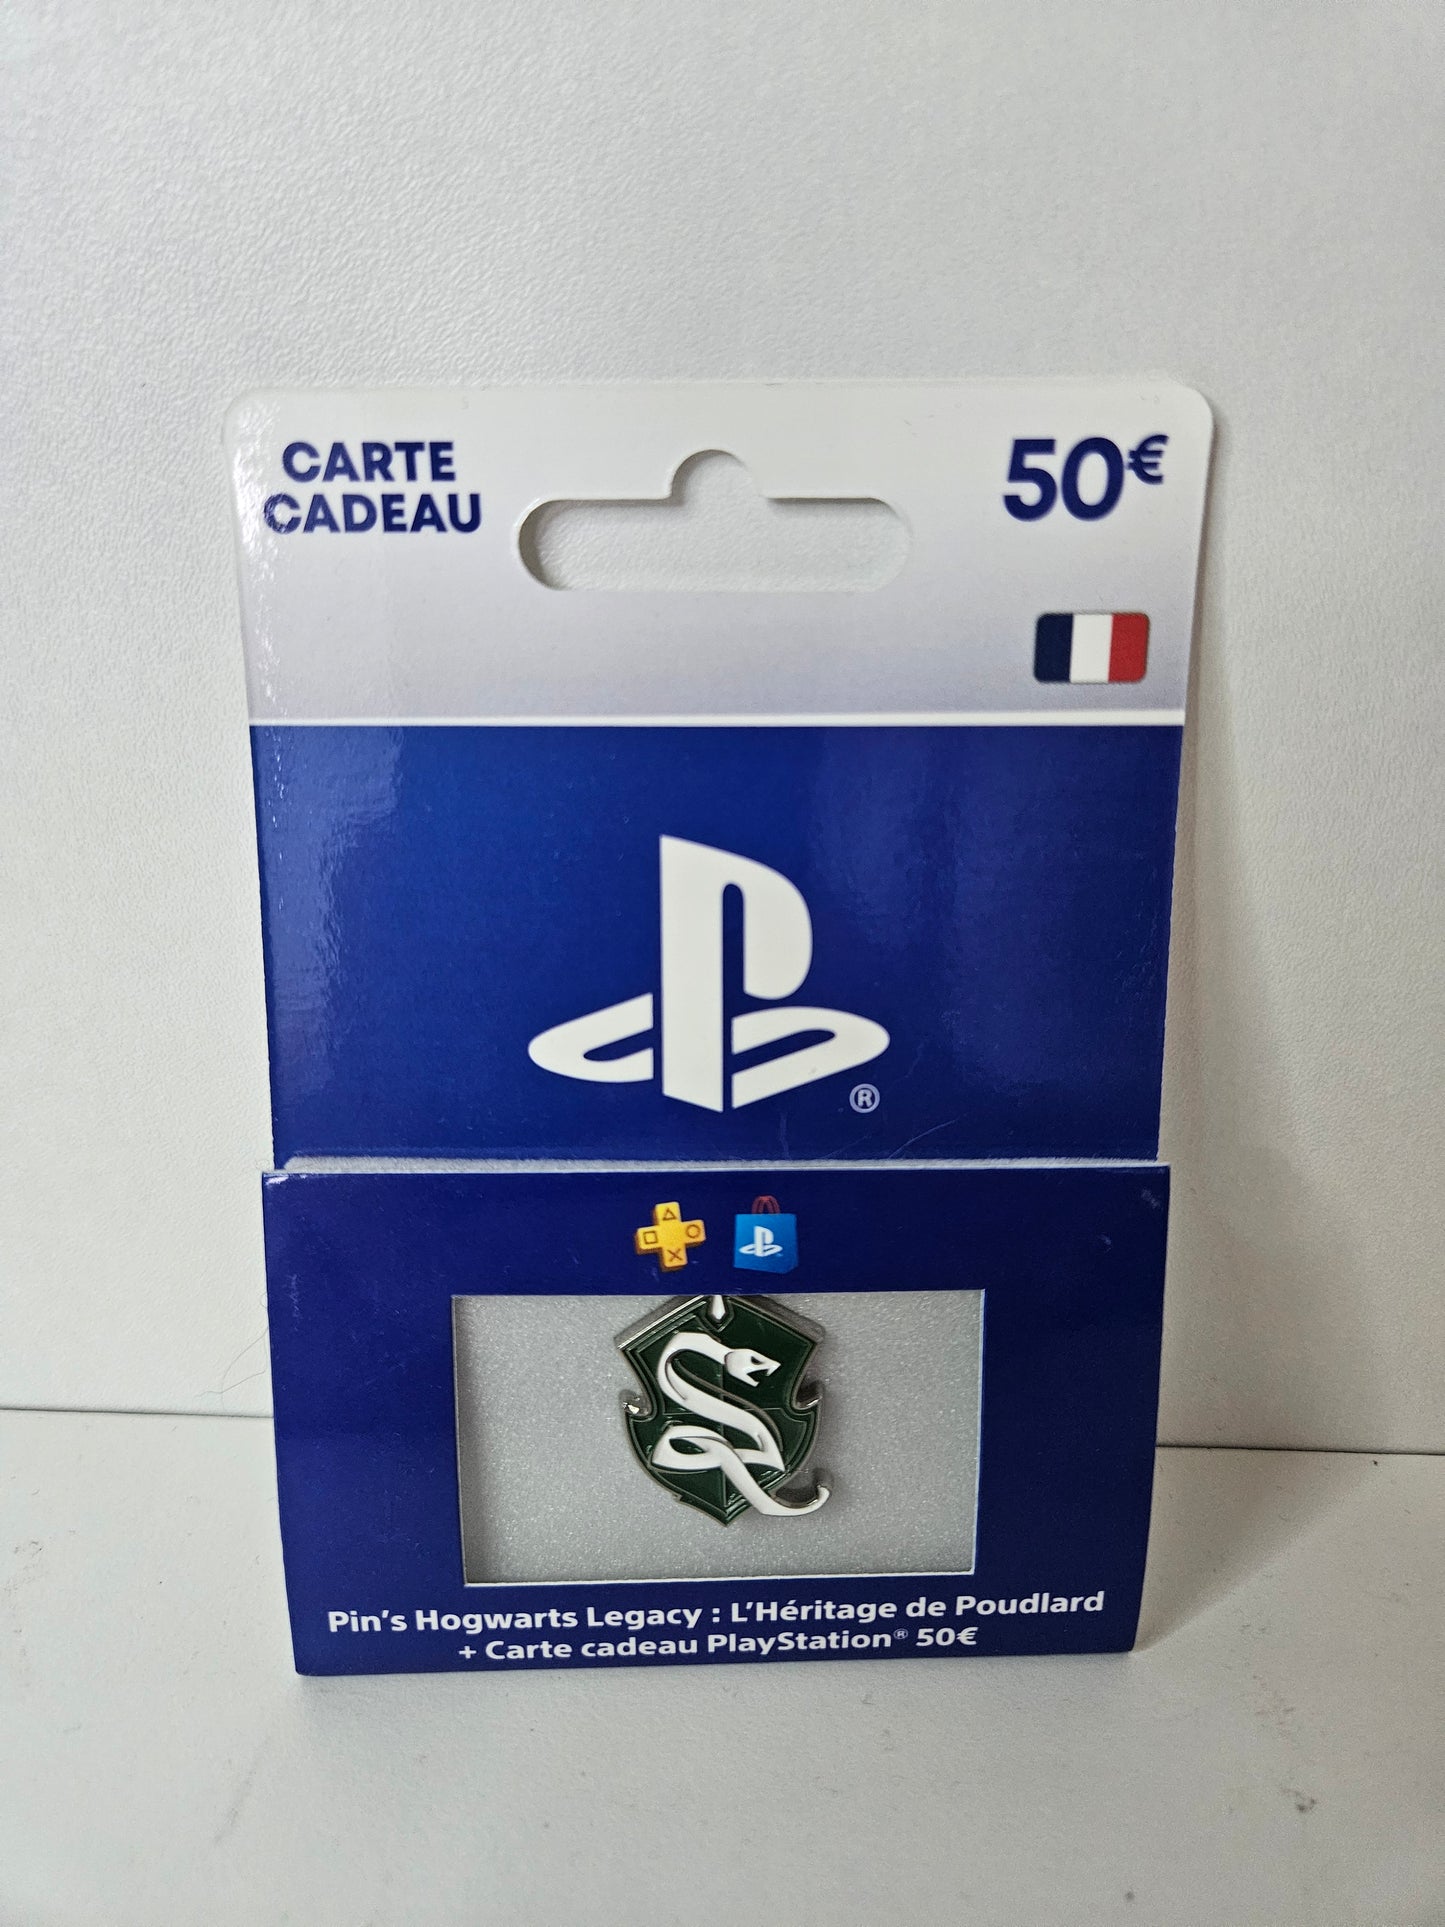 CARTE
CADEAU
50€
®
Pin's Hogwarts Legacy : L'Héritage de Poudlard
+ Carte cadeau PlayStation® 50€